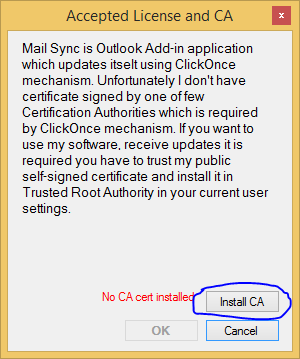 Accepted License and CA
x
Mail Sync is Outlook Add-in application
which updates itselt using ClickOnce
mechanism. Unfortunately I don't have
certificate signed by one of few
Certification Authorities which is required
by ClickOnce mechanism. If you want to
use my software, receive updates it is
required you have to trust my public
self-signed certificate and install it in
Trusted Root Authority in your current user
settings.
No CA cert installed
Install CA
OK
Cancel